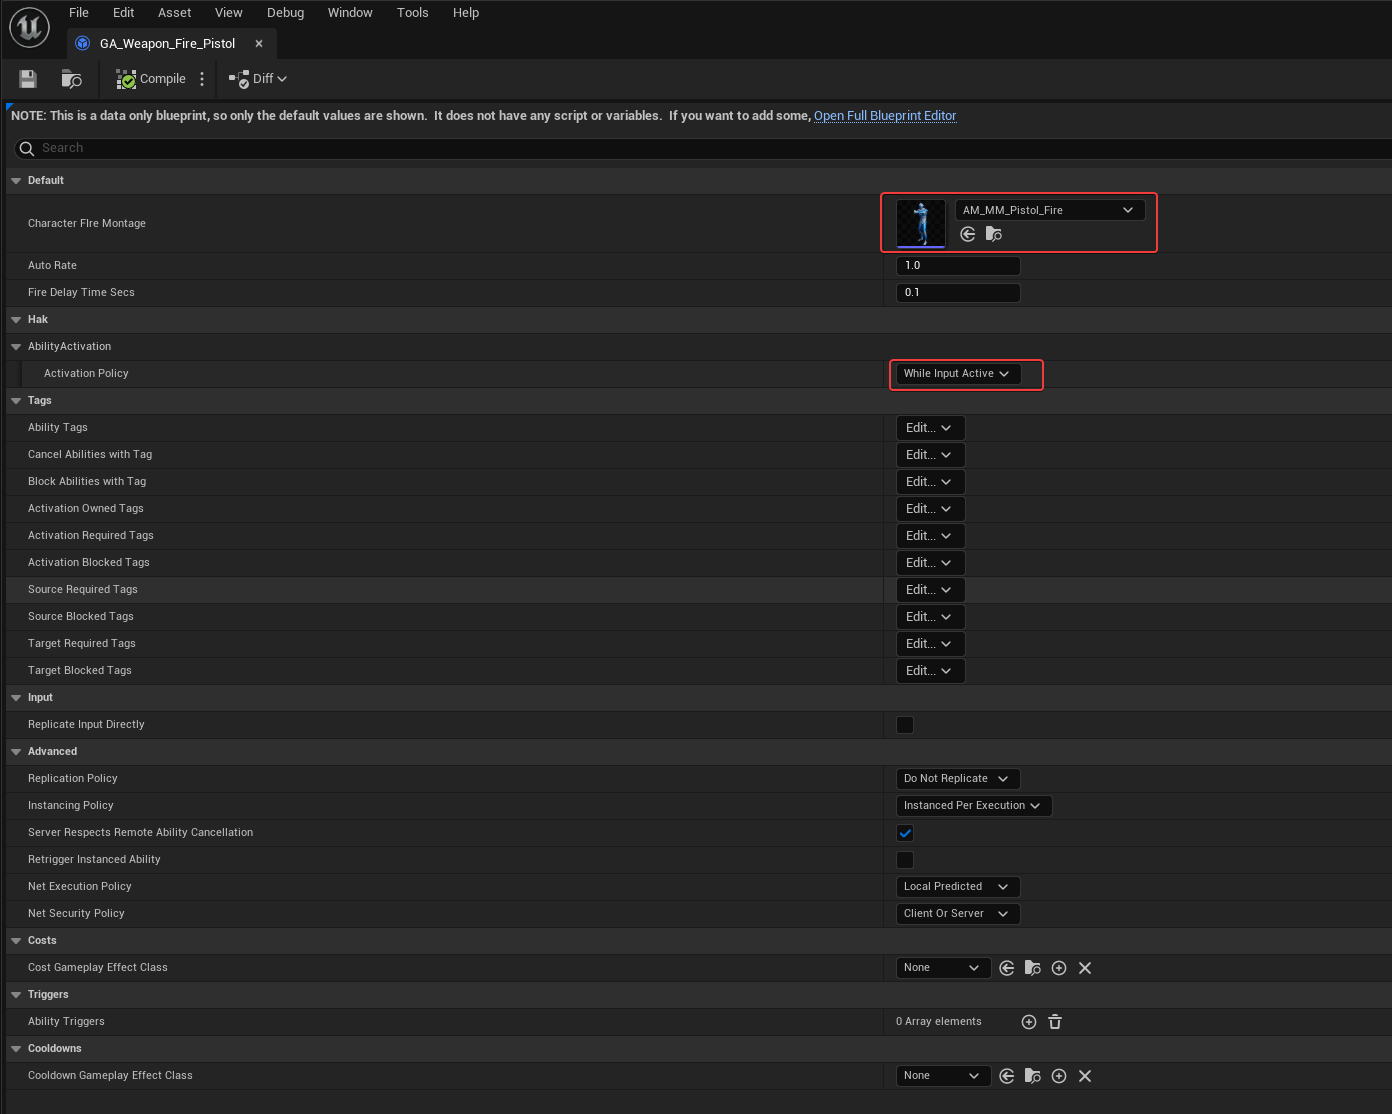 File Edit Asset View Debug Window Tools Help
GA_Weapon_Fire_Pistol
Compile Diff
NOTE: This is a data only blueprint, so only the default values are shown.  It does not have any script or variables.  If you want to add some, Open Full Blueprint Editor
Search
Default
Character FIre Montage AM_MM_Pistol_Fire
Auto Rate 1.0
Fire Delay Time Secs 0.1
Hak
AbilityActivation
Activation Policy While Input Active
Tags
Ability Tags Edit...
Cancel Abilities with Tag Edit...
Block Abilities with Tag Edit...
Activation Owned Tags Edit...
Activation Required Tags Edit...
Activation Blocked Tags Edit...
Source Required Tags Edit...
Source Blocked Tags Edit...
Target Required Tags Edit...
Target Blocked Tags Edit...
Input
Replicate Input Directly
Advanced
Replication Policy Do Not Replicate
Instancing Policy Instanced Per Execution
Server Respects Remote Ability Cancellation
Retrigger Instanced Ability
Net Execution Policy Local Predicted
Net Security Policy Client Or Server
Costs
Cost Gameplay Effect Class None
Triggers
Ability Triggers 0 Array elements
Cooldowns
Cooldown Gameplay Effect Class None